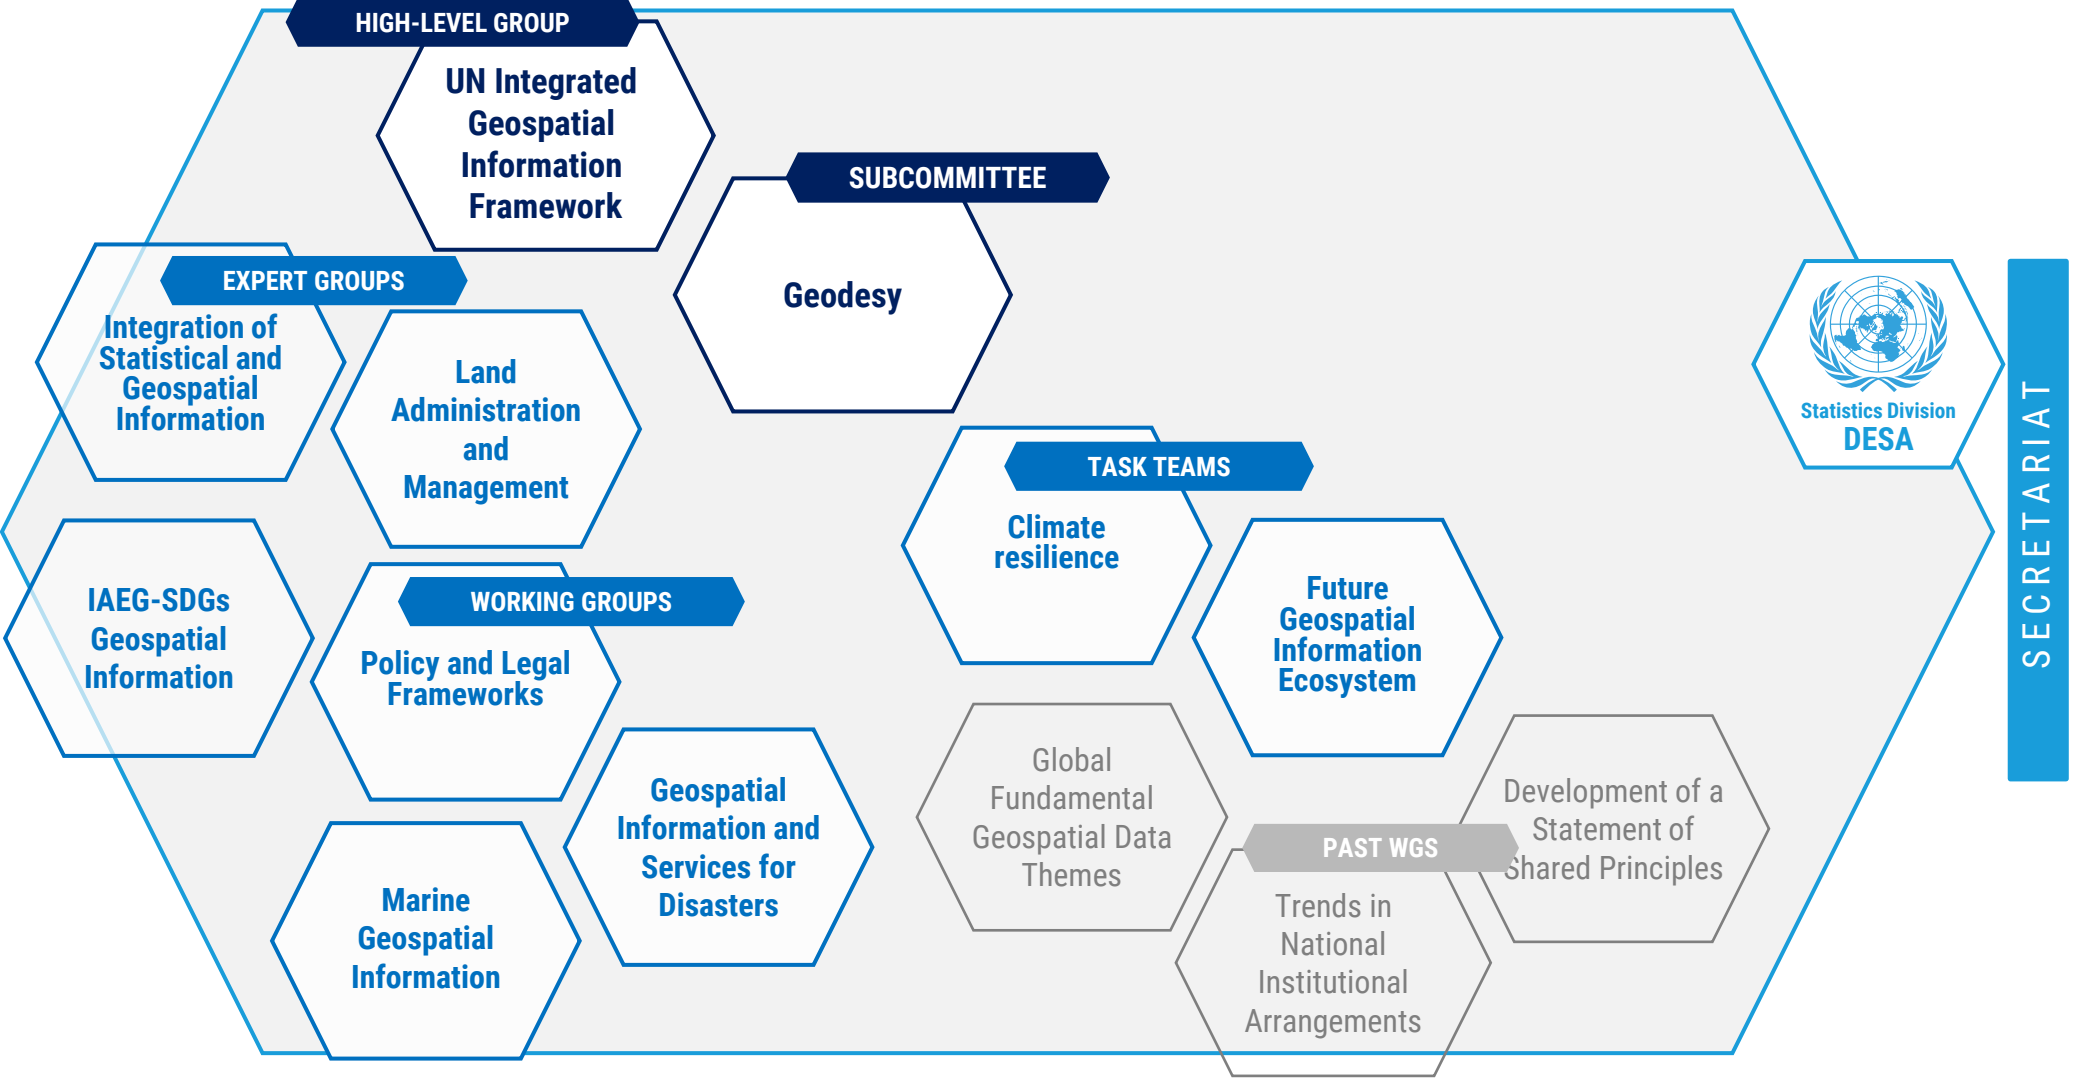 HIGH-LEVEL GROUP
UN Integrated
Geospatial
Information
Framework
SUBCOMMITTEE
Geodesy
EXPERT GROUPS
Integration of
Statistical and
Geospatial
Information
Land
Administration
and
Management
IAEG-SDGs
Geospatial
Information
WORKING GROUPS
Policy and Legal
Frameworks
Geospatial
Information and
Services for
Disasters
Marine
Geospatial
Information
TASK TEAMS
Climate
resilience
Future
Geospatial
Information
Ecosystem
Global
Fundamental
Geospatial Data
Themes
PAST WGS
Trends in
National
Institutional
Arrangements
Development of a
Statement of
Shared Principles
Statistics Division
DESA
SECRETARIAT